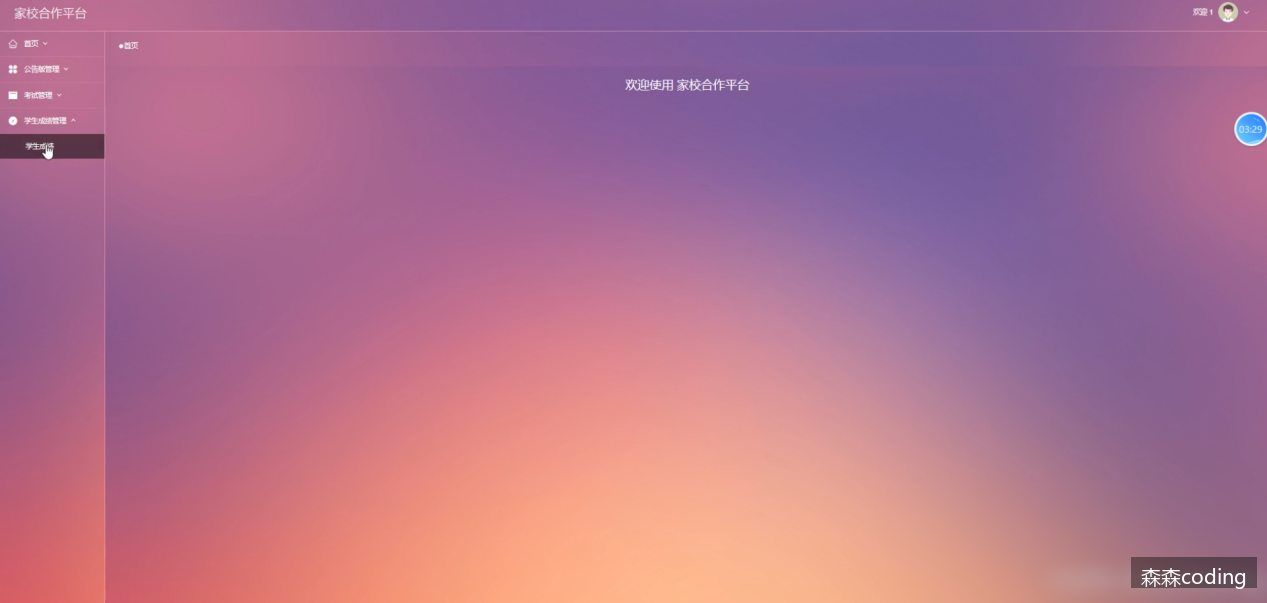 家校合作平台
欢迎 1
首页
●首页
公告版管理
欢迎使用 家校合作平台
考试管理
学生成绩管理
03:29
学生成绩
森森coding